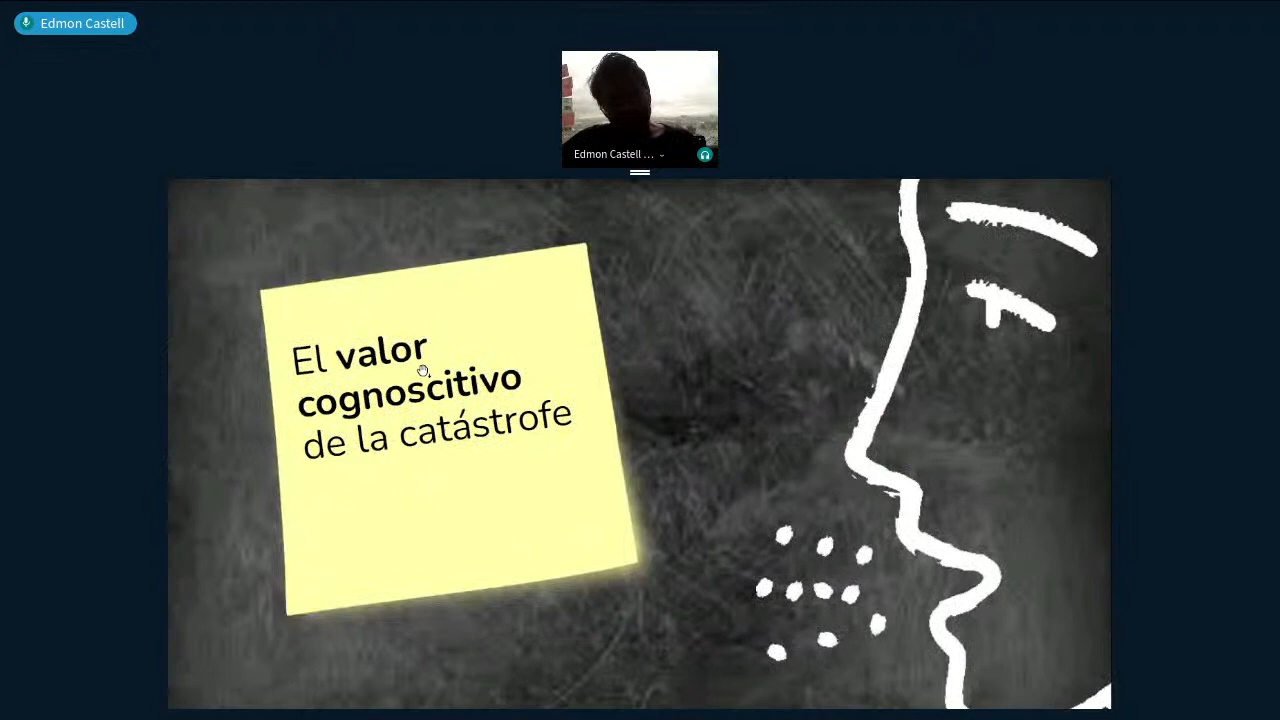 Edmon Castell
Edmon Castell ...
El valor
cognoscitivo
de la catástrofe